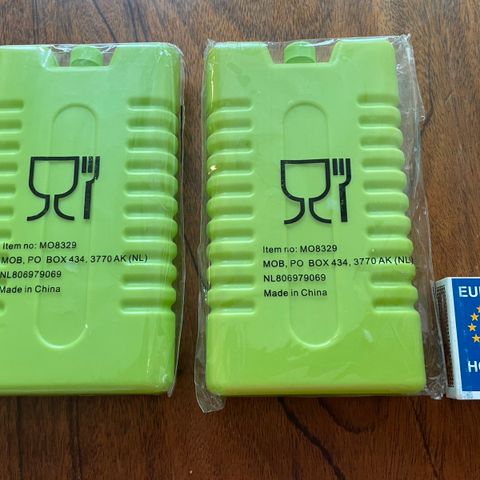 Item no: MO8329
MOB, PO BOX 434, 3770 AK (NL)
NL806979069
Made in China
Item no: MO8329
MOB, PO BOX 434, 3770 AK (NL)
NL806979069
Made in China
EU
HO